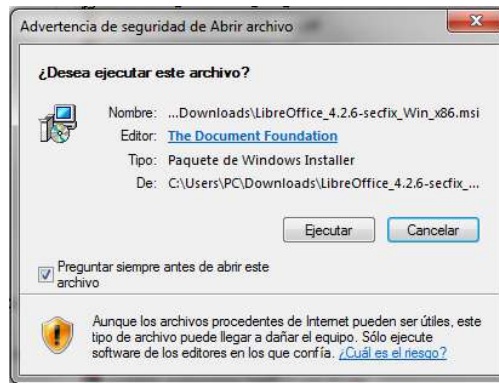 Advertencia de seguridad de Abrir archivo
¿Desea ejecutar este archivo?
Nombre: ...Downloads\LibreOffice_4.2.6-secfix_Win_x86.msi
Editor: The Document Foundation
Tipo: Paquete de Windows Installer
De: C:\Users\PC\Downloads\LibreOffice_4.2.6-secfix_...
Ejecutar Cancelar
Preguntar siempre antes de abrir este
archivo
Aunque los archivos procedentes de Internet pueden ser útiles, este
tipo de archivo puede llegar a dañar el equipo. Sólo ejecute
software de los editores en los que confía. ¿Cuál es el riesgo?